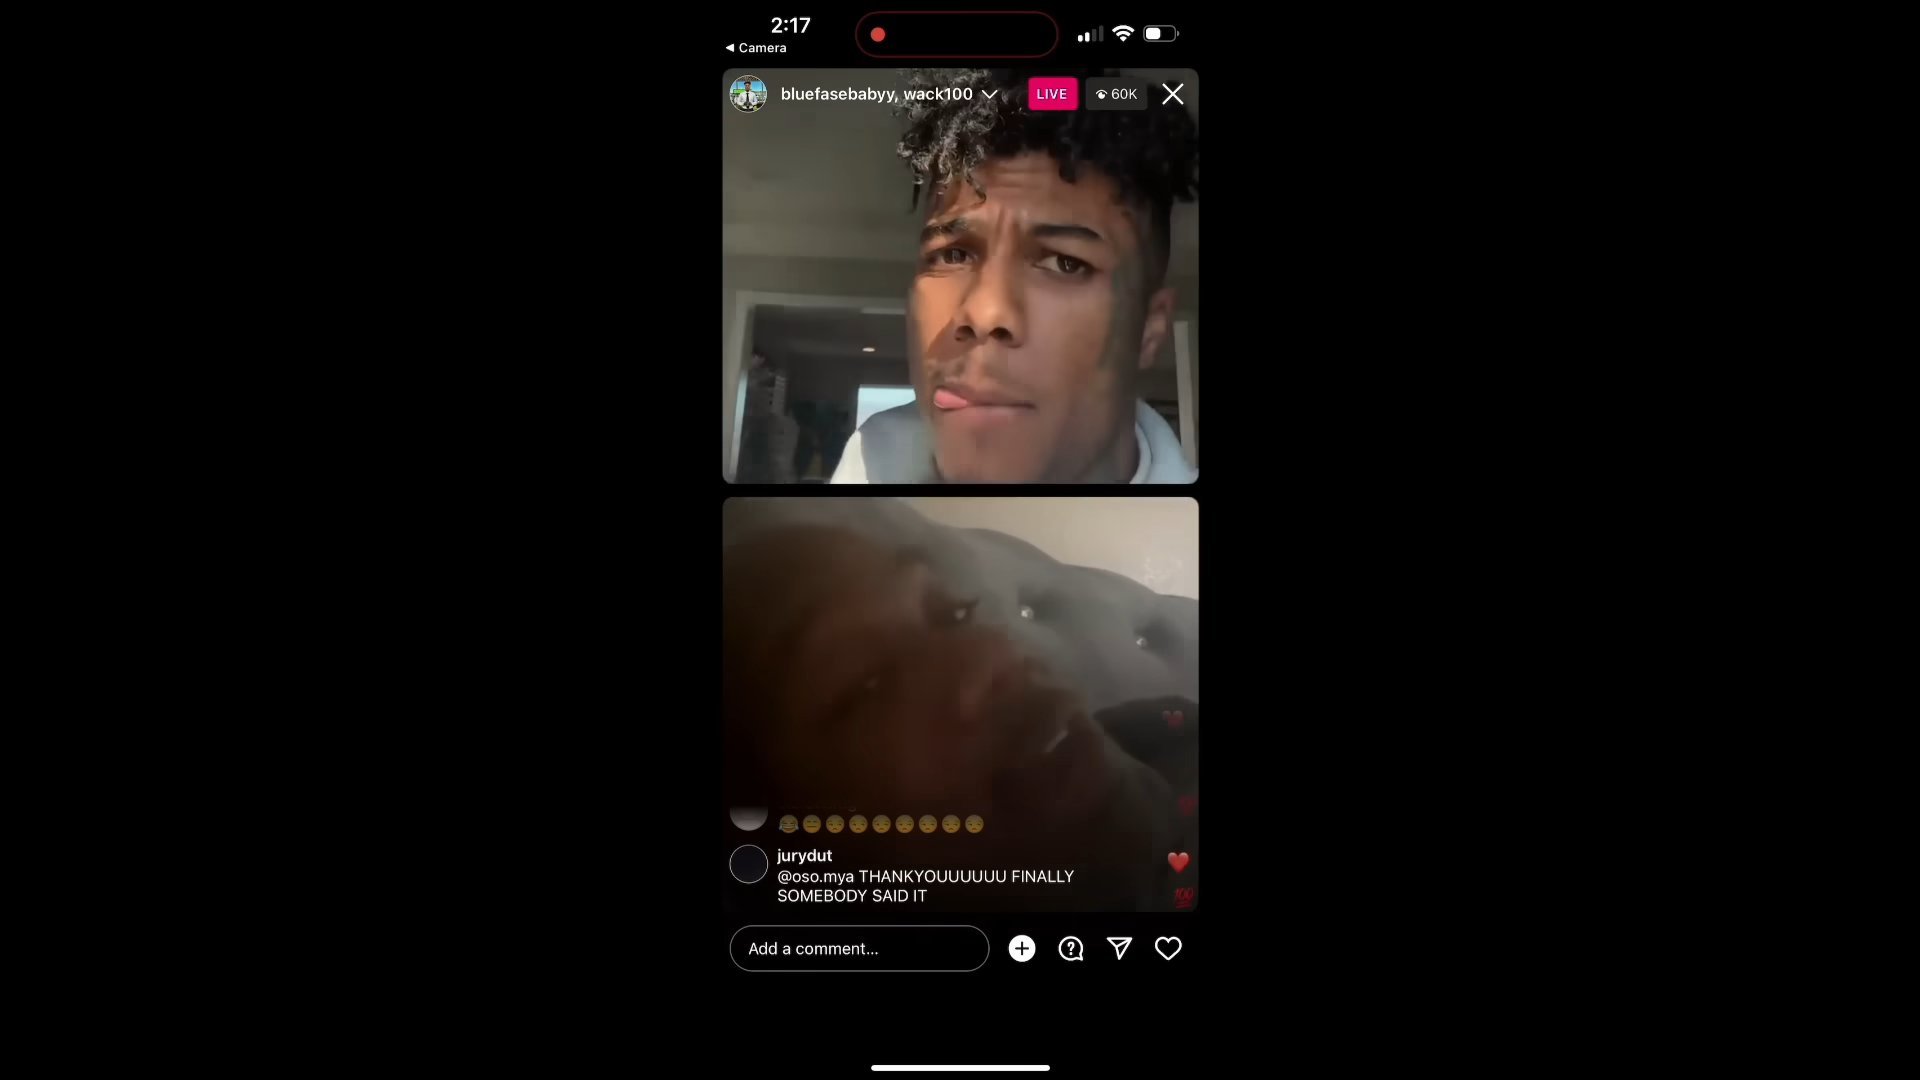 2:17
◀ Camera
bluefasebabyy, wack100
LIVE
60K
😂😑😔😔😔😔😔😔😔
jurydut
@oso.mya THANKYOUUUUUU FINALLY
SOMEBODY SAID IT
💯
Add a comment...